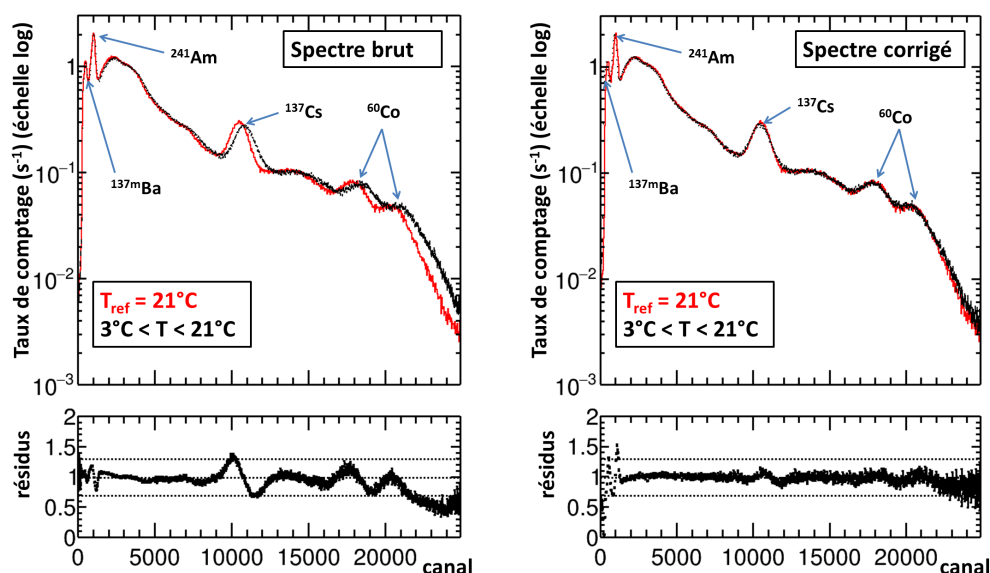 Spectre brut
Taux de comptage (s⁻¹) (échelle log)
1
10⁻¹
10⁻²
10⁻³
²⁴¹Am
¹³⁷ᵐBa
¹³⁷Cs
⁶⁰Co
T_ref = 21°C
3°C < T < 21°C
résidus
2
1.5
1
0.5
0
0 5000 10000 15000 20000
canal
Spectre corrigé
Taux de comptage (s⁻¹) (échelle log)
1
10⁻¹
10⁻²
10⁻³
²⁴¹Am
¹³⁷ᵐBa
¹³⁷Cs
⁶⁰Co
T_ref = 21°C
3°C < T < 21°C
résidus
2
1.5
1
0.5
0
0 5000 10000 15000 20000
canal